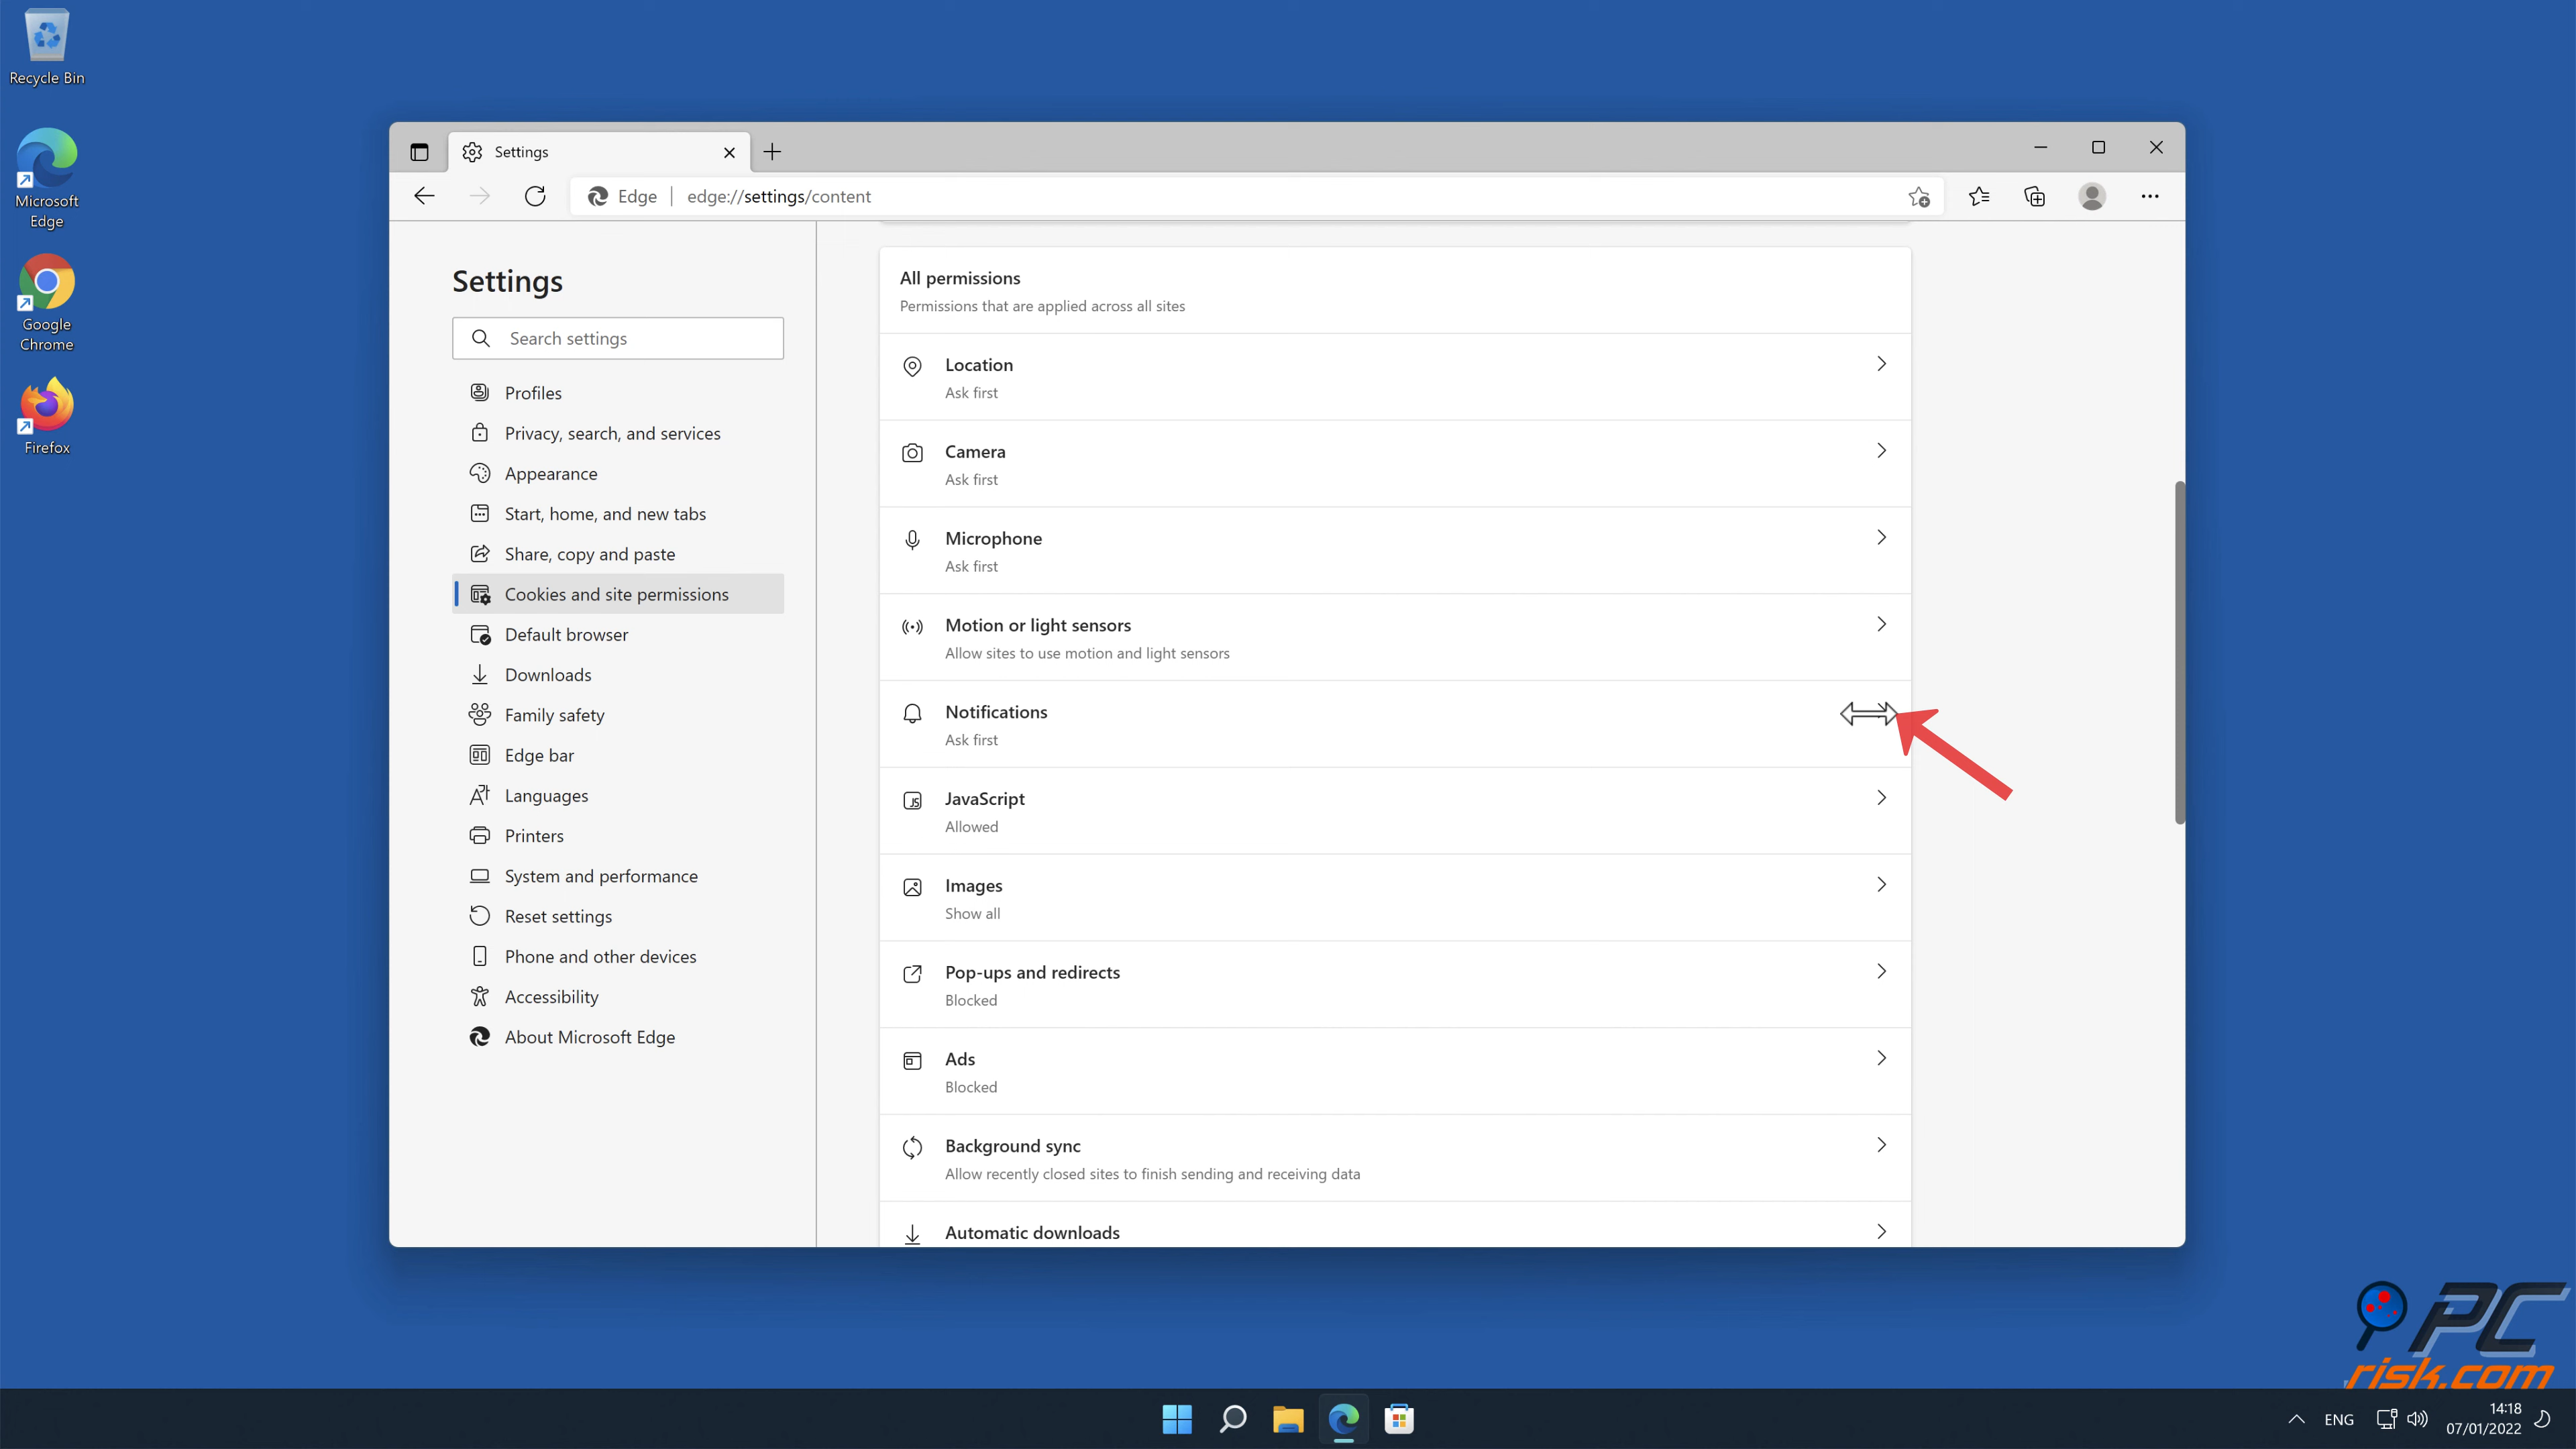 Recycle Bin
Microsoft
Edge
Google
Chrome
Firefox
Settings
Edge
edge://settings/content
Settings
Search settings
Profiles
Privacy, search, and services
Appearance
Start, home, and new tabs
Share, copy and paste
Cookies and site permissions
Default browser
Downloads
Family safety
Edge bar
Languages
Printers
System and performance
Reset settings
Phone and other devices
Accessibility
About Microsoft Edge
All permissions
Permissions that are applied across all sites
Location
Ask first
Camera
Ask first
Microphone
Ask first
Motion or light sensors
Allow sites to use motion and light sensors
Notifications
Ask first
JS
JavaScript
Allowed
Images
Show all
Pop-ups and redirects
Blocked
Ads
Blocked
Background sync
Allow recently closed sites to finish sending and receiving data
Automatic downloads
PC
risk.com
ENG
14:18
07/01/2022